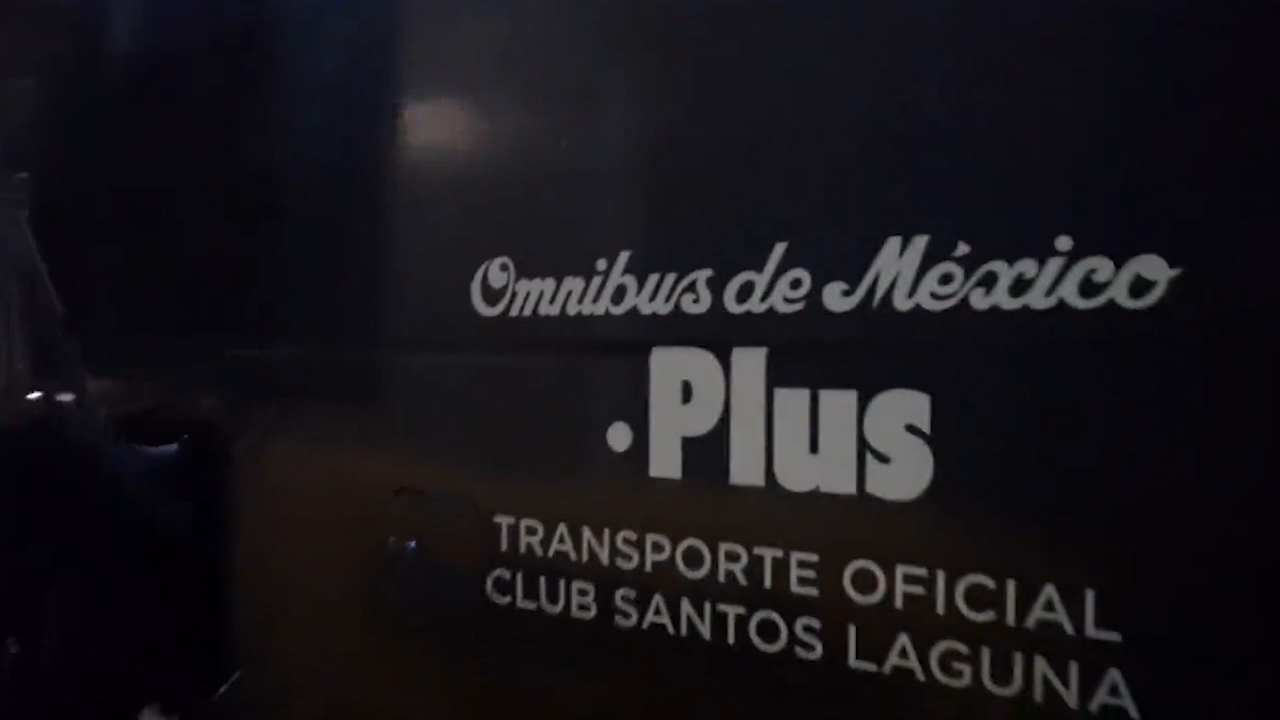 Omnibus de México
.Plus
TRANSPORTE OFICIAL
CLUB SANTOS LAGUNA